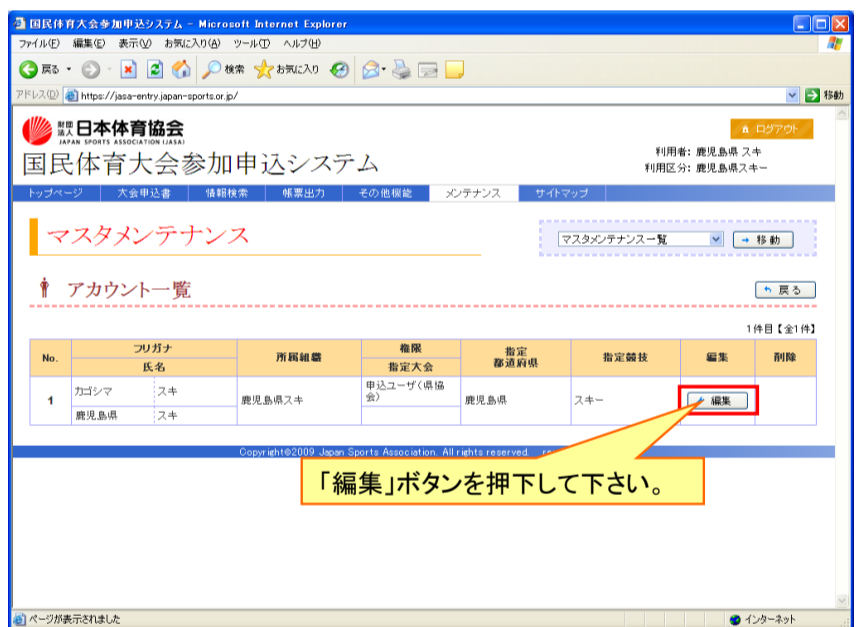 国民体育大会参加申込システム - Microsoft Internet Explorer
ファイル(F) 編集(E) 表示(V) お気に入り(A) ツール(T) ヘルプ(H)
戻る 検索 お気に入り
アドレス(D) https://jasa-entry.japan-sports.or.jp/ 移動
財団法人 日本体育協会
JAPAN SPORTS ASSOCIATION (JASA)
ログアウト
国民体育大会参加申込システム
利用者: 鹿児島県 スキ
利用区分: 鹿児島県スキー
トップページ 大会申込書 情報検索 帳票出力 その他機能 メンテナンス サイトマップ
マスタメンテナンス
マスタメンテナンス一覧 移動
アカウント一覧
戻る
1件目【全1件】
No. フリガナ 氏名 所属組織 権限 指定大会 指定都道府県 指定競技 編集 削除
1 カゴシマ スキ 鹿児島県スキ 申込ユーザ(県協会) 鹿児島県 スキー 編集
鹿児島県 スキ
Copyright©2009 Japan Sports Association. All rights reserved.
「編集」ボタンを押下して下さい。
ページが表示されました インターネット